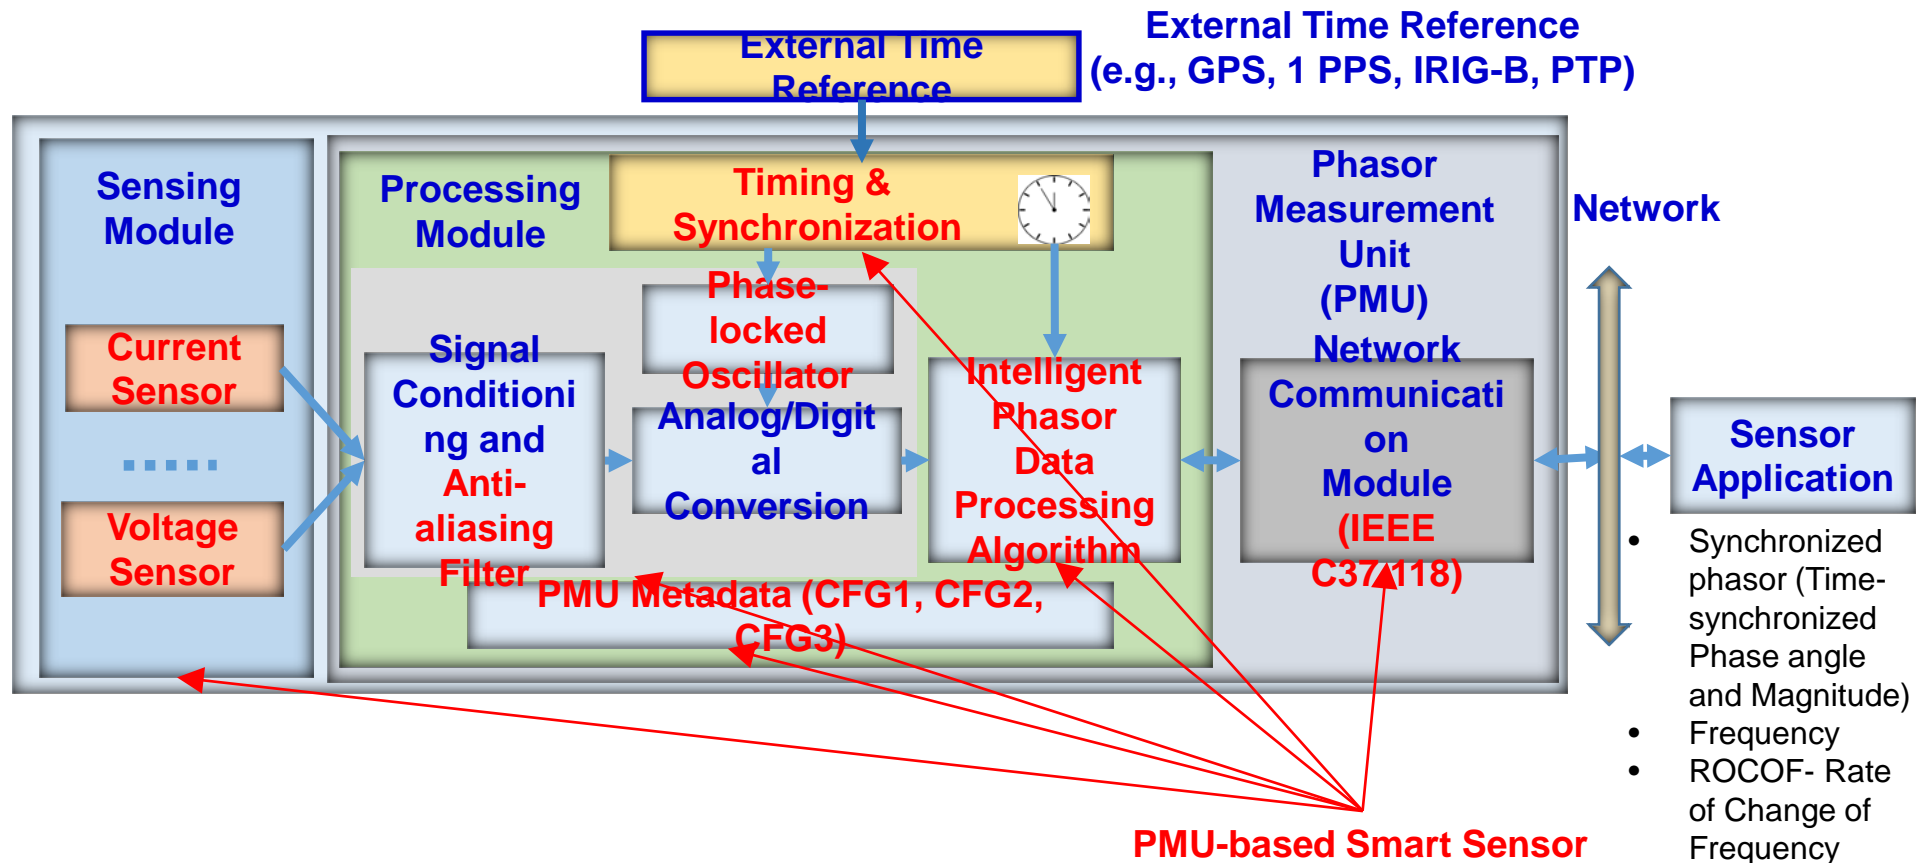 External Time
Reference
External Time Reference
(e.g., GPS, 1 PPS, IRIG-B, PTP)
Sensing
Module
Current
Sensor
Voltage
Sensor
Processing
Module
Timing &
Synchronization
Phase-
locked
Oscillator
Signal
Conditioni
ng and
Anti-
aliasing
Filter
Analog/Digit
al
Conversion
Intelligent
Phasor
Data
Processing
Algorithm
PMU Metadata (CFG1, CFG2,
CFG3)
Phasor
Measurement
Unit
(PMU)
Network
Communicati
on
Module
(IEEE
C37.118)
Network
Sensor
Application
• Synchronized
phasor (Time-
synchronized
Phase angle
and Magnitude)
• Frequency
• ROCOF- Rate
of Change of
Frequency
PMU-based Smart Sensor